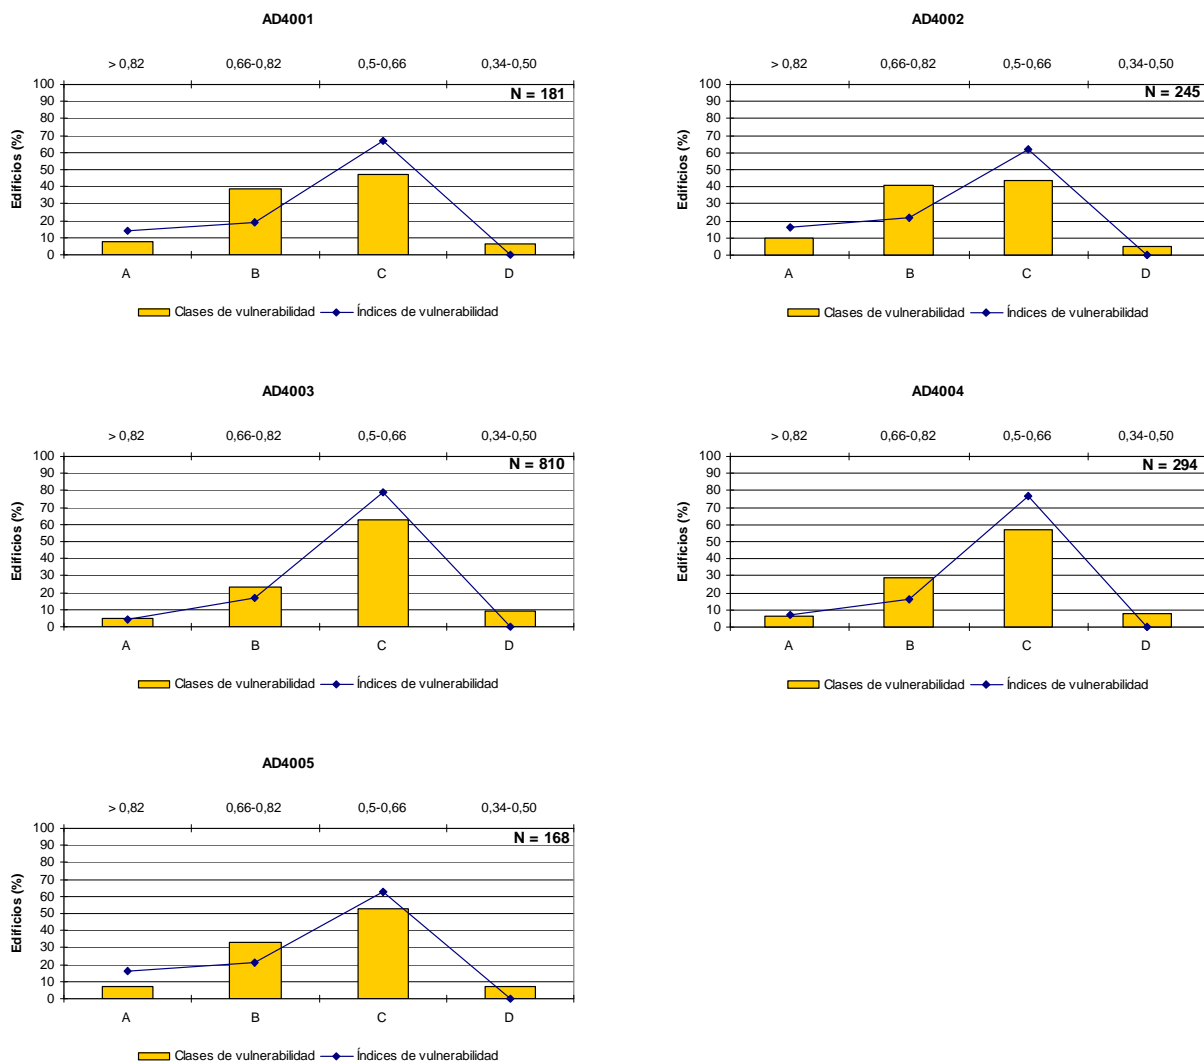 AD4001
> 0,82 0,66-0,82 0,5-0,66 0,34-0,50
N = 181
Edificios (%)
100
90
80
70
60
50
40
30
20
10
0
A B C D
Clases de vulnerabilidad Índices de vulnerabilidad
AD4002
> 0,82 0,66-0,82 0,5-0,66 0,34-0,50
N = 245
Edificios (%)
100
90
80
70
60
50
40
30
20
10
0
A B C D
Clases de vulnerabilidad Índices de vulnerabilidad
AD4003
> 0,82 0,66-0,82 0,5-0,66 0,34-0,50
N = 810
Edificios (%)
100
90
80
70
60
50
40
30
20
10
0
A B C D
Clases de vulnerabilidad Índices de vulnerabilidad
AD4004
> 0,82 0,66-0,82 0,5-0,66 0,34-0,50
N = 294
Edificios (%)
100
90
80
70
60
50
40
30
20
10
0
A B C D
Clases de vulnerabilidad Índices de vulnerabilidad
AD4005
> 0,82 0,66-0,82 0,5-0,66 0,34-0,50
N = 168
Edificios (%)
100
90
80
70
60
50
40
30
20
10
0
A B C D
Clases de vulnerabilidad Índices de vulnerabilidad